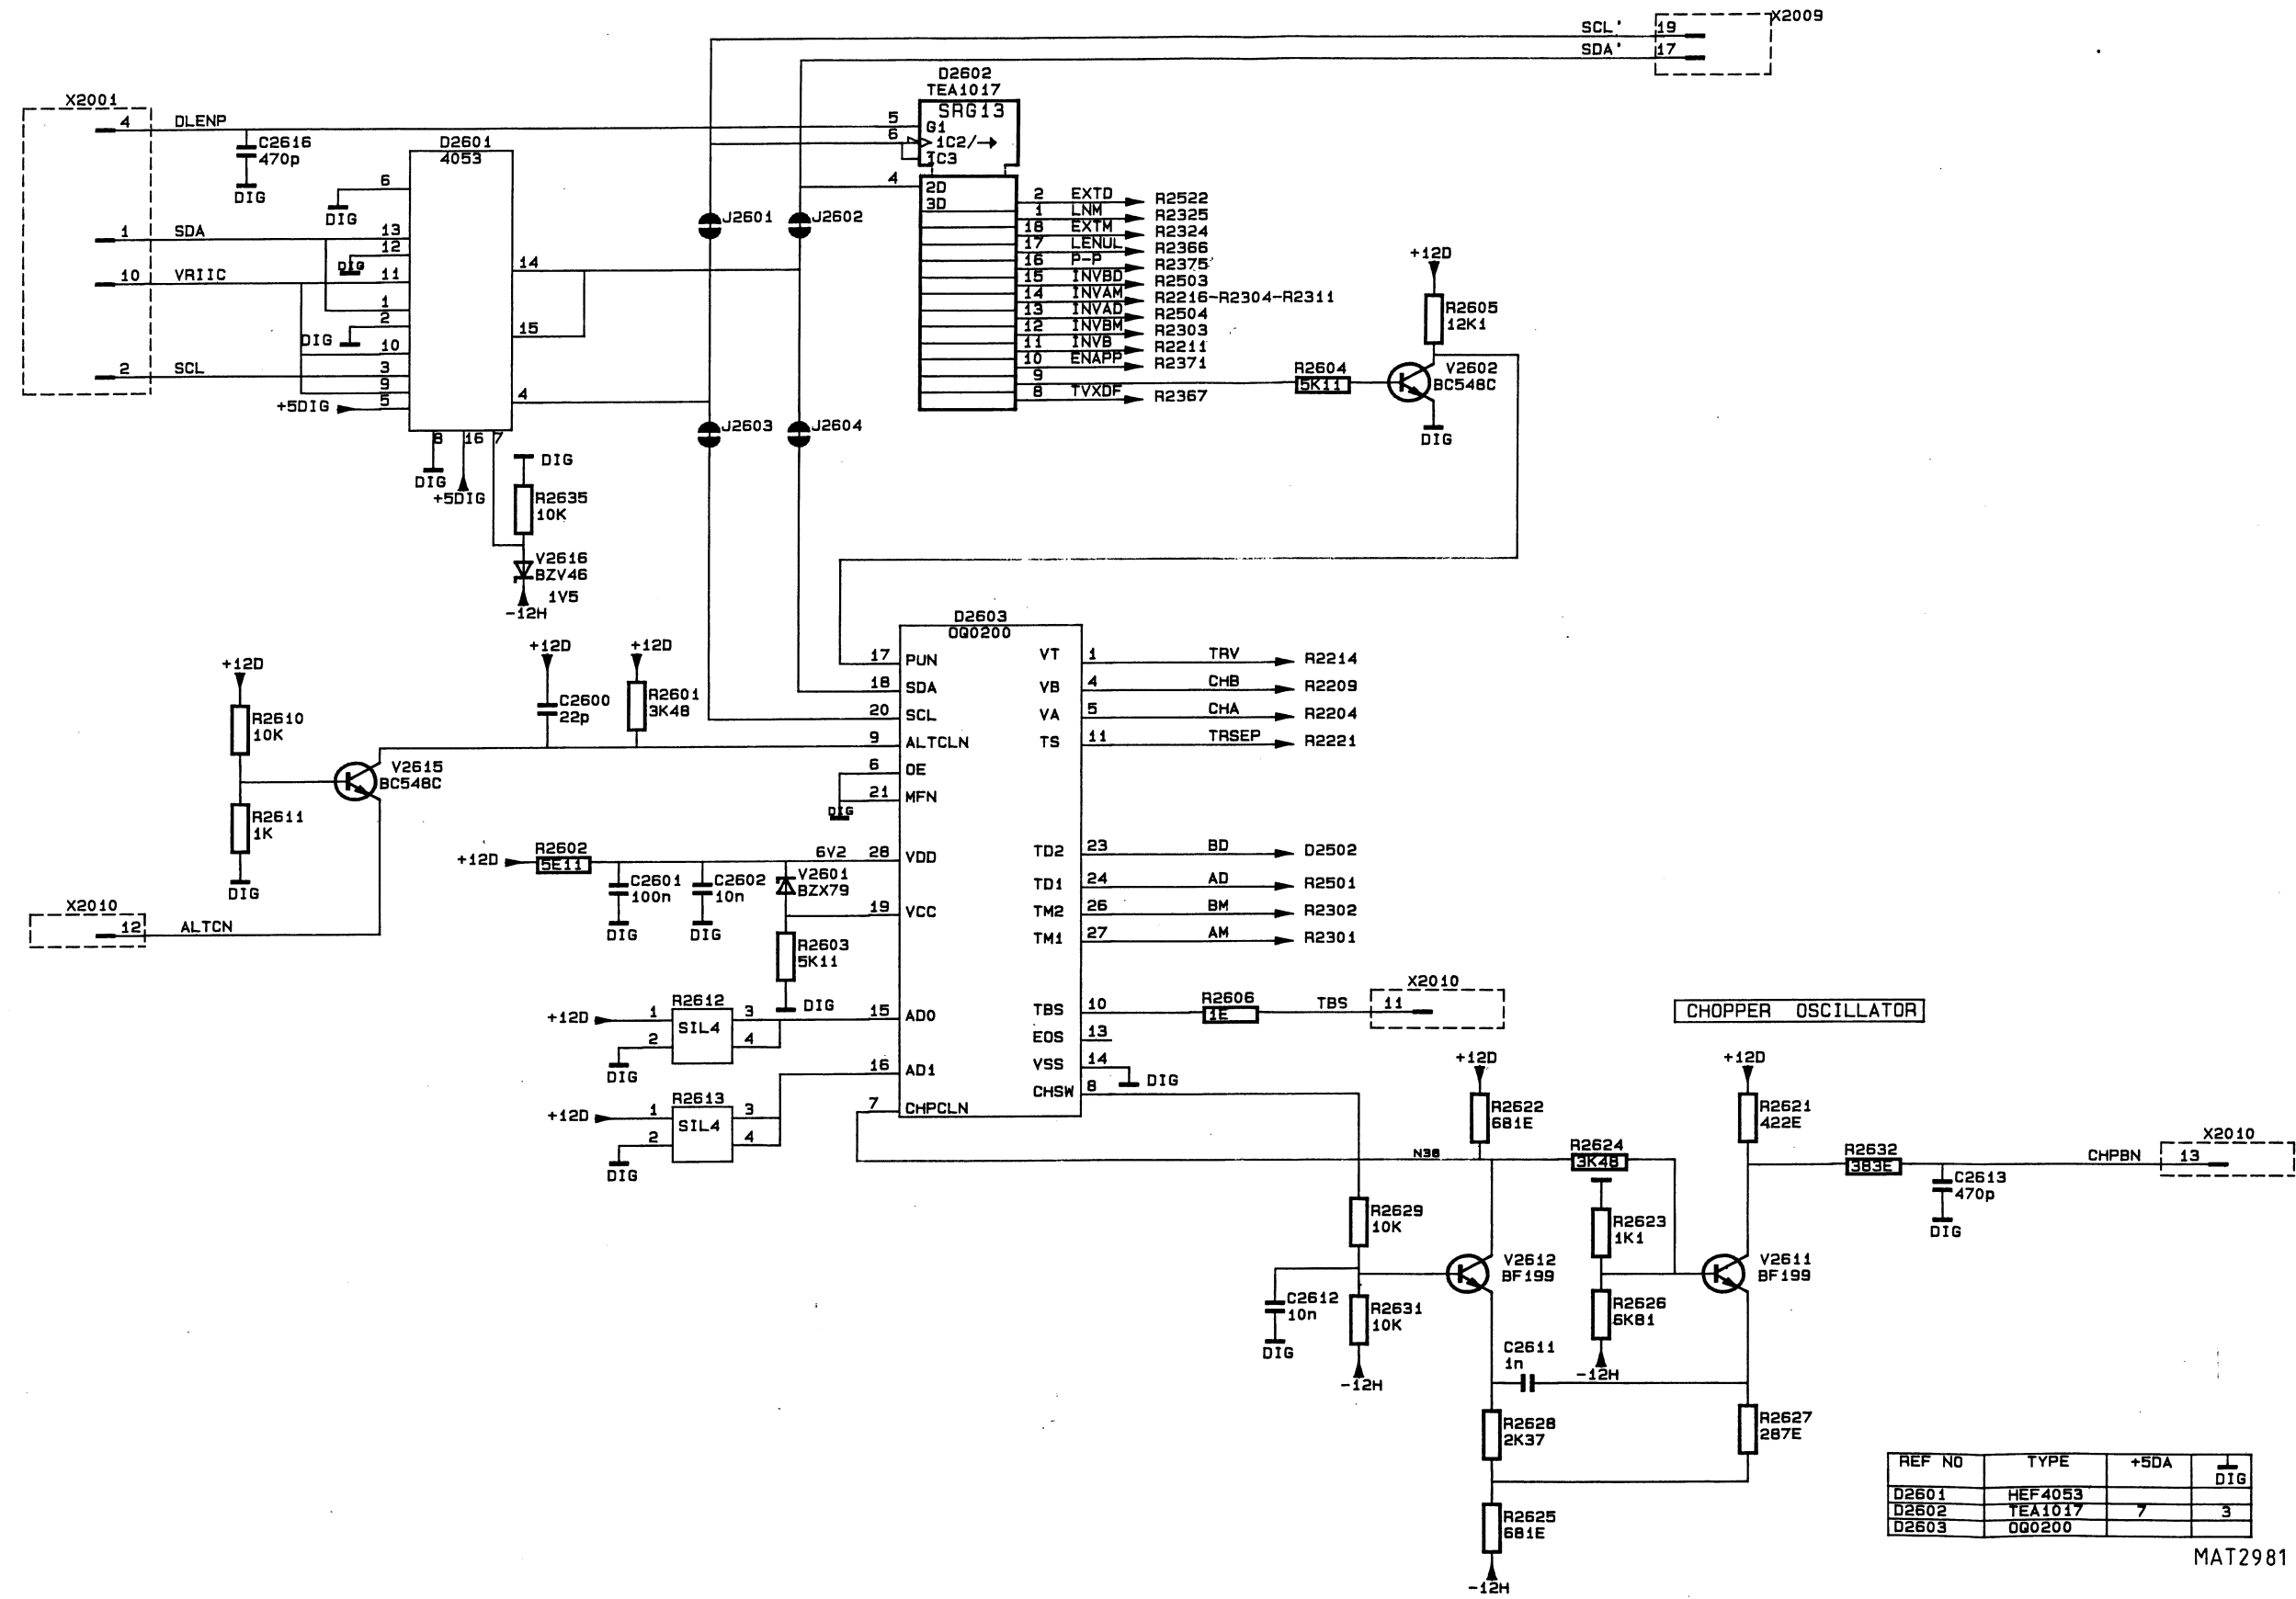 X2009
SCL' 19
SDA' 17
X2001
4 DLENP
C2616
470p
DIG
1 SDA
10 VRIIC
2 SCL
D2601
4053
6
DIG
13
12
DIG
11
1
2
DIG
10
3
9
+5DIG 5
14
15
4
8 16 7
DIG
+5DIG
DIG
R2635
10K
V2616
BZV46
1V5
-12H
J2601
J2602
J2603
J2604
D2602
TEA1017
SRG13
5 G1
6 1C2/→
1C3
4 2D
3D
2 EXTD R2522
1 LNM R2325
18 EXTM R2324
17 LENUL R2366
16 P-P R2375
15 INVBD R2503
14 INVAM R2216-R2304-R2311
13 INVAD R2504
12 INVBM R2303
11 INVB R2211
10 ENAPP R2371
9
8 TVXDF R2367
R2604
5K11
+12D
R2605
12K1
V2602
BC548C
DIG
+12D
R2610
10K
R2611
1K
DIG
V2615
BC548C
X2010
12 ALTCN
+12D
C2600
22p
+12D
R2601
3K48
D2603
OQ0200
17 PUN
18 SDA
20 SCL
9 ALTCLN
6 OE
21 MFN
DIG
28 VDD
19 VCC
15 AD0
16 AD1
7 CHPCLN
+12D R2602
5E11
6V2
C2601
100n
DIG
C2602
10n
DIG
V2601
BZX79
R2603
5K11
DIG
+12D 1 R2612 3
SIL4
2 4
DIG
+12D 1 R2613 3
SIL4
2 4
DIG
VT 1 TRV R2214
VB 4 CHB R2209
VA 5 CHA R2204
TS 11 TRSEP R2221
TD2 23 BD D2502
TD1 24 AD R2501
TM2 26 BM R2302
TM1 27 AM R2301
TBS 10 R2606 TBS 11 X2010
1E
EOS 13
VSS 14 DIG
CHSW 8
CHOPPER OSCILLATOR
+12D
R2622
681E
+12D
R2621
422E
N38
R2624
3K48
R2632
383E
CHPBN 13 X2010
C2613
470p
DIG
R2629
10K
R2623
1K1
V2612
BF199
V2611
BF199
C2612
10n
DIG
R2631
10K
-12H
R2626
6K81
-12H
C2611
1n
R2628
2K37
R2627
287E
R2625
681E
-12H
REF NO TYPE +5DA DIG
D2601 HEF4053
D2602 TEA1017 7 3
D2603 OQ0200
MAT2981